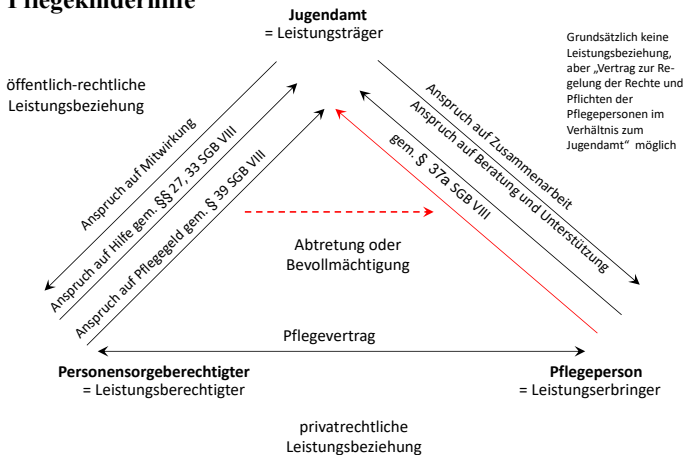 Pflegekinderhilfe
Jugendamt
= Leistungsträger
Grundsätzlich keine
Leistungsbeziehung,
aber „Vertrag zur Re-
gelung der Rechte und
Pflichten der
Pflegepersonen im
Verhältnis zum
Jugendamt“ möglich
öffentlich-rechtliche
Leistungsbeziehung
Anspruch auf Mitwirkung
Anspruch auf Hilfe gem. §§ 27, 33 SGB VIII
Anspruch auf Pflegegeld gem. § 39 SGB VIII
Anspruch auf Zusammenarbeit
Anspruch auf Beratung und Unterstützung
gem. § 37a SGB VIII
Abtretung oder
Bevollmächtigung
Pflegevertrag
Personensorgeberechtigter
= Leistungsberechtigter
Pflegeperson
= Leistungserbringer
privatrechtliche
Leistungsbeziehung